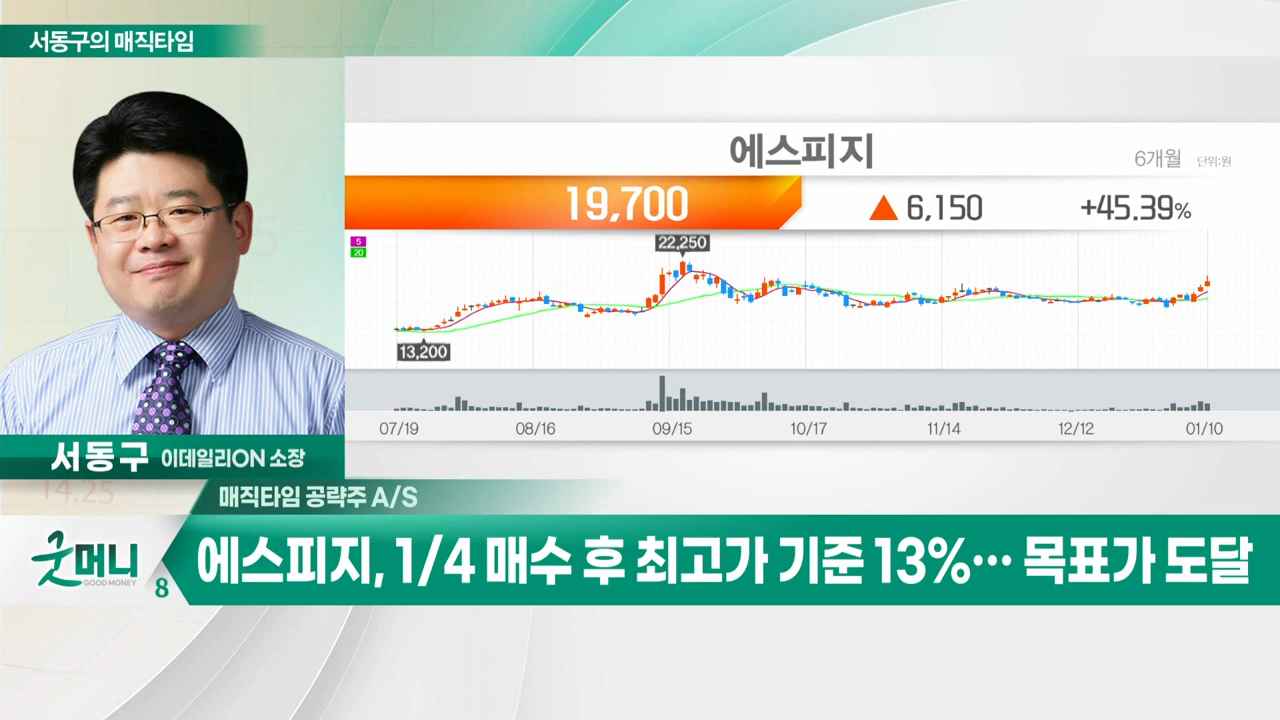 서동구의 매직타임
에스피지
6개월 단위:원
19,700 ▲ 6,150 +45.39%
5
20
22,250
13,200
07/19 08/16 09/15 10/17 11/14 12/12 01/10
서동구 이데일리ON 소장
14.25
매직타임 공략주 A/S
굿머니
GOOD MONEY
8
에스피지, 1/4 매수 후 최고가 기준 13%… 목표가 도달